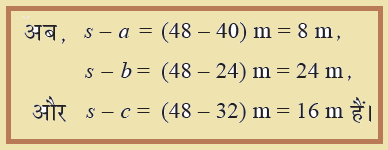 अब, s – a = (48 – 40) m = 8 m,
s – b = (48 – 24) m = 24 m,
और s – c = (48 – 32) m = 16 m हैं।